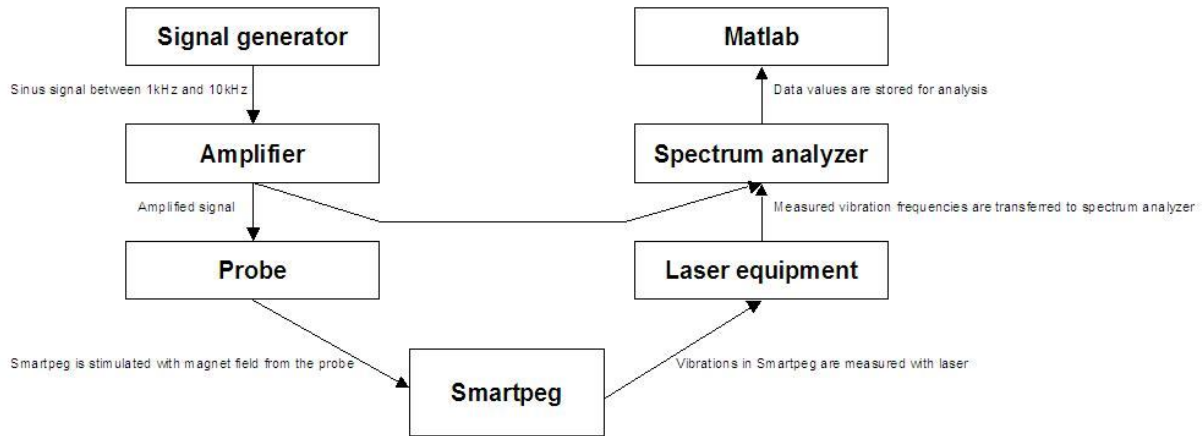 Signal generator
Matlab
Sinus signal between 1kHz and 10kHz
Data values are stored for analysis
Amplifier
Spectrum analyzer
Amplified signal
Measured vibration frequencies are transferred to spectrum analyzer
Probe
Laser equipment
Smartpeg is stimulated with magnet field from the probe
Vibrations in Smartpeg are measured with laser
Smartpeg